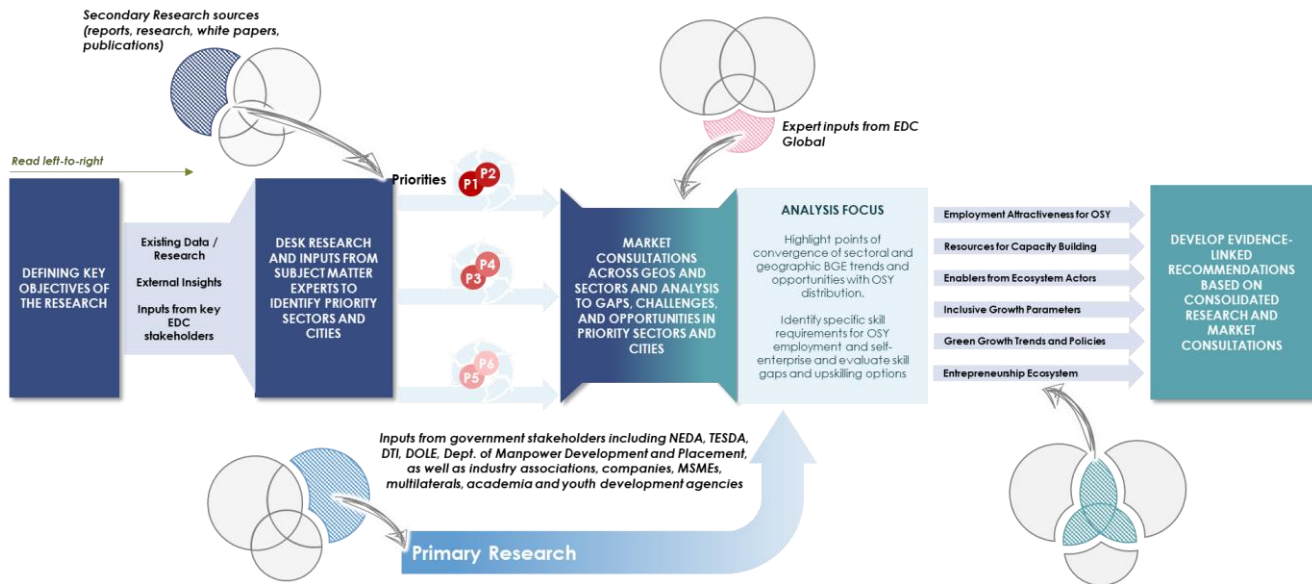 Secondary Research sources
(reports, research, white papers,
publications)
Expert inputs from EDC
Global
Read left-to-right
DEFINING KEY
OBJECTIVES OF
THE RESEARCH
Existing Data /
Research
External Insights
Inputs from key
EDC
stakeholders
DESK RESEARCH
AND INPUTS FROM
SUBJECT MATTER
EXPERTS TO
IDENTIFY PRIORITY
SECTORS AND
CITIES
Priorities
P1
P2
P3
P4
P5
P6
MARKET
CONSULTATIONS
ACROSS GEOS AND
SECTORS AND ANALYSIS
TO GAPS, CHALLENGES,
AND OPPORTUNITIES IN
PRIORITY SECTORS AND
CITIES
ANALYSIS FOCUS
Highlight points of
convergence of sectoral and
geographic BGE trends and
opportunities with OSY
distribution.
Identify specific skill
requirements for OSY
employment and self-
enterprise and evaluate skill
gaps and upskilling options
Employment Attractiveness for OSY
Resources for Capacity Building
Enablers from Ecosystem Actors
Inclusive Growth Parameters
Green Growth Trends and Policies
Entrepreneurship Ecosystem
DEVELOP EVIDENCE-
LINKED
RECOMMENDATIONS
BASED ON
CONSOLIDATED
RESEARCH AND
MARKET
CONSULTATIONS
Inputs from government stakeholders including NEDA, TESDA,
DTI, DOLE, Dept. of Manpower Development and Placement,
as well as industry associations, companies, MSMEs,
multilaterals, academia and youth development agencies
Primary Research